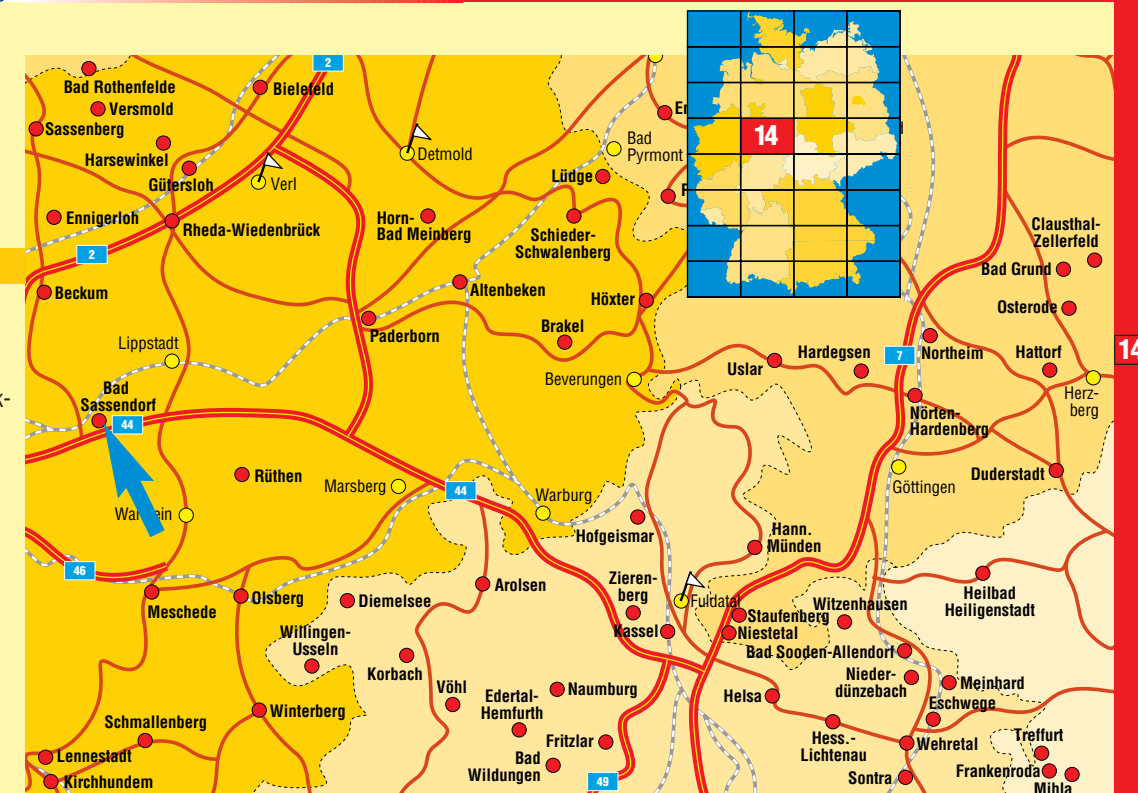 2
Bad Rothenfelde
Bielefeld
Versmold
Sassenberg
Harsewinkel
Detmold
Bad
Pyrmont
14
Gütersloh
Verl
Lüdge
Ennigerloh
Rheda-Wiedenbrück
Horn-
Bad Meinberg
Schieder-
Schwalenberg
Clausthal-
Zellerfeld
2
Bad Grund
Beckum
Altenbeken
Höxter
Osterode
Paderborn
Brakel
Lippstadt
7
Northeim
Hardegsen
Hattorf
14
Uslar
Beverungen
Herz-
berg
Bad
Sassendorf
44
Nörten-
Hardenberg
Rüthen
Marsberg
44
Warburg
Göttingen
Duderstadt
Hofgeismar
Hann.
Münden
46
Meschede
Olsberg
Diemelsee
Arolsen
Zieren-
berg
Fuldatal
Heilbad
Heiligenstadt
Staufenberg
Witzenhausen
Kassel
Niestetal
Willingen-
Usseln
Bad Sooden-Allendorf
Korbach
Nieder-
dünzebach
Meinhard
Vöhl
Naumburg
Helsa
Eschwege
Edertal-
Hemfurth
Winterberg
Schmallenberg
Hess.-
Lichtenau
Wehretal
Treffurt
Fritzlar
Lennestadt
Bad
Wildungen
Frankenroda
Kirchhundem
49
Sontra
Mihla